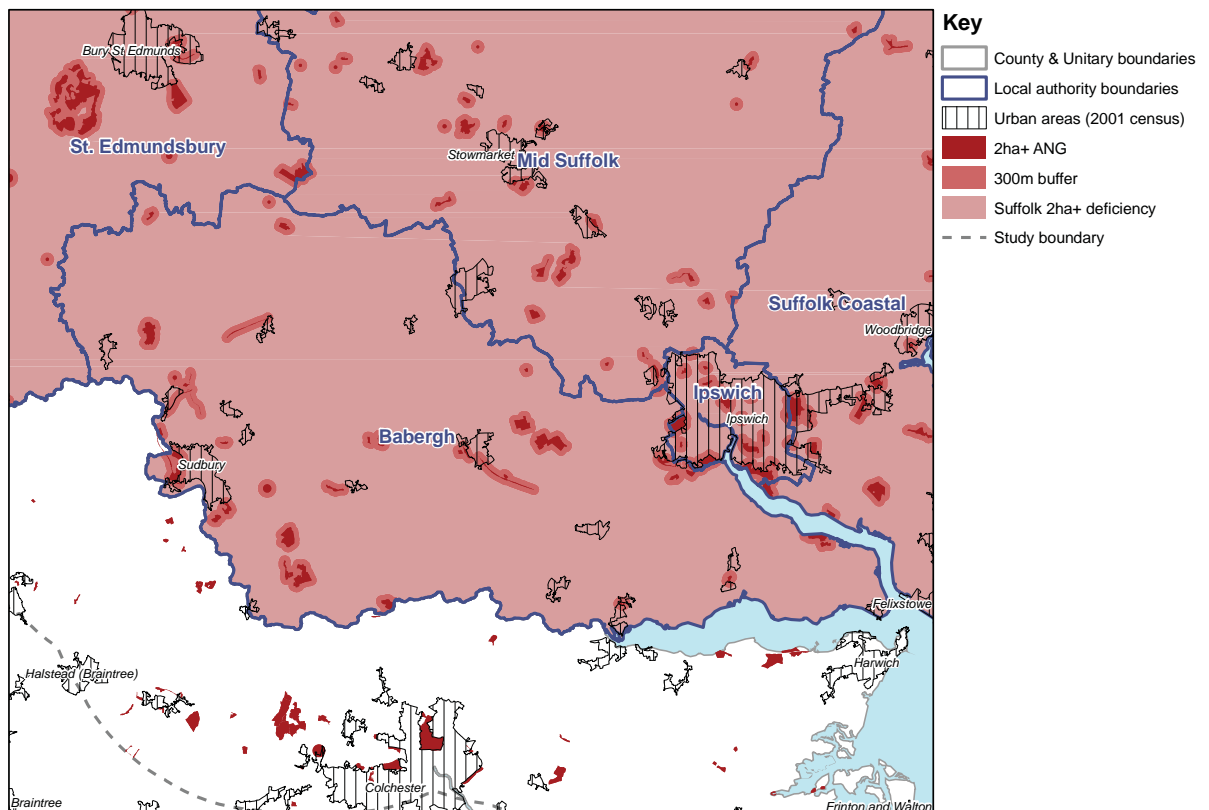 Key
County & Unitary boundaries
Local authority boundaries
Urban areas (2001 census)
2ha+ ANG
300m buffer
Suffolk 2ha+ deficiency
Study boundary
Bury St Edmunds
St. Edmundsbury
Stowmarket
Mid Suffolk
Suffolk Coastal
Woodbridge
Ipswich
Ipswich
Babergh
Sudbury
Felixstowe
Harwich
Halstead (Braintree)
Colchester
Braintree
Frinton and Walton